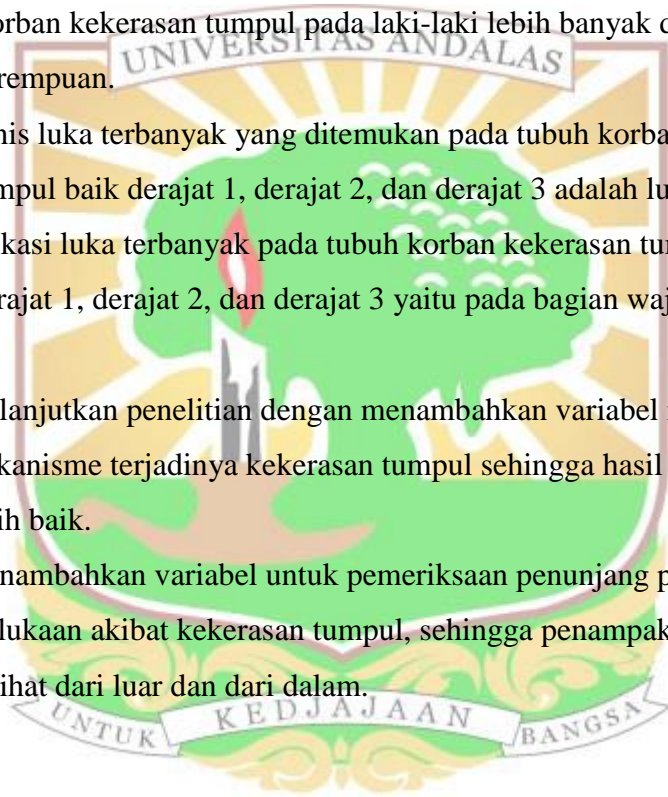 orban kekerasan tumpul pada laki-laki lebih banyak d
UNIVERSITAS ANDALAS
rempuan.
nis luka terbanyak yang ditemukan pada tubuh korba
mpul baik derajat 1, derajat 2, dan derajat 3 adalah lu
kasi luka terbanyak pada tubuh korban kekerasan tu
rajat 1, derajat 2, dan derajat 3 yaitu pada bagian waj
lanjutkan penelitian dengan menambahkan variabel
kanisme terjadinya kekerasan tumpul sehingga hasil
ih baik.
nambahkan variabel untuk pemeriksaan penunjang p
lukaan akibat kekerasan tumpul, sehingga penampak
ihat dari luar dan dari dalam.
UNTUK KEDJAJAAN BANGSA